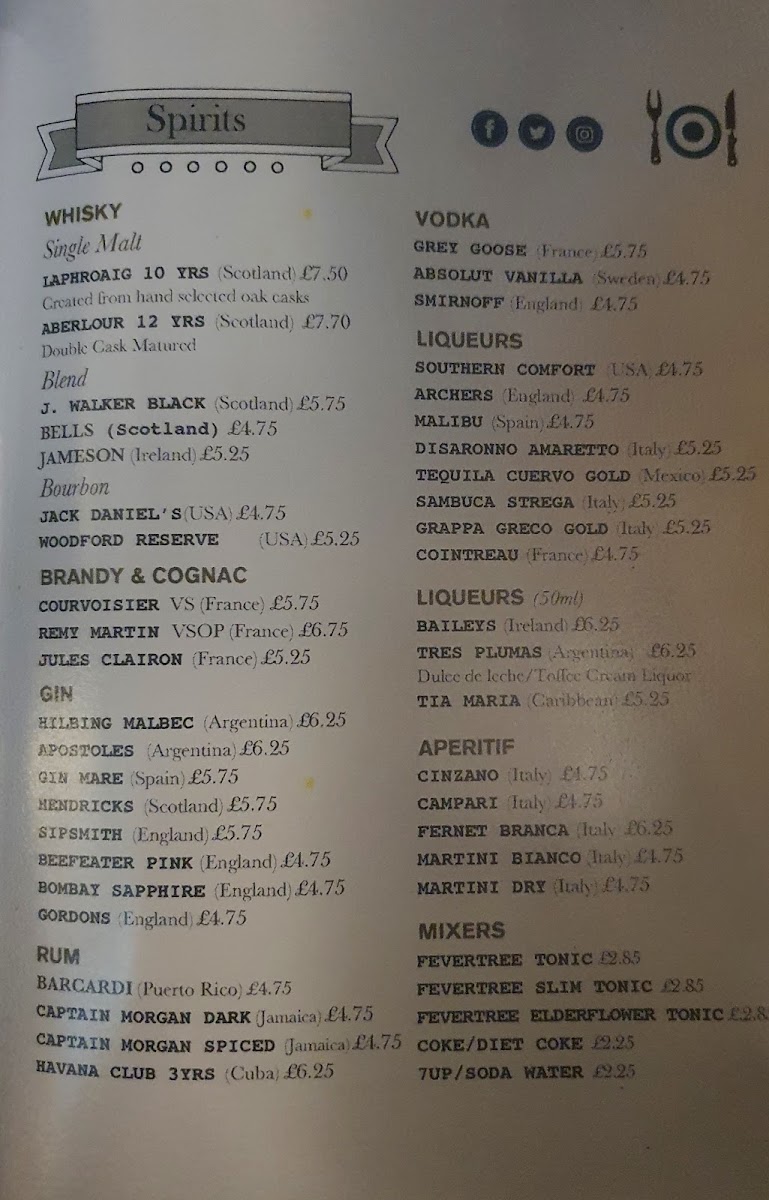 Spirits
WHISKY
Single Malt
LAPHROAIG 10 YRS (Scotland) £7.50
Created from hand selected oak casks
ABERLOUR 12 YRS (Scotland) £7.70
Double Cask Matured
Blend
J. WALKER BLACK (Scotland) £5.75
BELLS (Scotland) £4.75
JAMESON (Ireland) £5.25
Bourbon
JACK DANIEL'S (USA) £4.75
WOODFORD RESERVE (USA) £5.25
BRANDY & COGNAC
COURVOISIER VS (France) £5.75
REMY MARTIN VSOP (France) £6.75
JULES CLAIRON (France) £5.25
GIN
HILBING MALBEC (Argentina) £6.25
APOSTOLES (Argentina) £6.25
GIN MARE (Spain) £5.75
HENDRICKS (Scotland) £5.75
SIPSMITH (England) £5.75
BEEFEATER PINK (England) £4.75
BOMBAY SAPPHIRE (England) £4.75
GORDONS (England) £4.75
RUM
BARCARDI (Puerto Rico) £4.75
CAPTAIN MORGAN DARK (Jamaica) £4.75
CAPTAIN MORGAN SPICED (Jamaica) £4.75
HAVANA CLUB 3YRS (Cuba) £6.25
VODKA
GREY GOOSE (France) £5.75
ABSOLUT VANILLA (Sweden) £4.75
SMIRNOFF (England) £4.75
LIQUEURS
SOUTHERN COMFORT (USA) £4.75
ARCHERS (England) £4.75
MALIBU (Spain) £4.75
DISARONNO AMARETTO (Italy) £5.25
TEQUILA CUERVO GOLD (Mexico) £5.25
SAMBUCA STREGA (Italy) £5.25
GRAPPA GRECO GOLD (Italy £5.25
COINTREAU (France) £4.75
LIQUEURS (50ml)
BAILEYS (Ireland) £6.25
TRES PLUMAS (Argentina) £6.25
Dulce de leche/Toffee Cream Liquor
TIA MARIA (Caribbean) £5.25
APERITIF
CINZANO (Italy) £4.75
CAMPARI (Italy) £4.75
FERNET BRANCA (Italy £6.25
MARTINI BIANCO (Italy) £4.75
MARTINI DRY (Italy) £4.75
MIXERS
FEVERTREE TONIC £2.85
FEVERTREE SLIM TONIC £2.85
FEVERTREE ELDERFLOWER TONIC £2.8
COKE/DIET COKE £2.25
7UP/SODA WATER £2.25